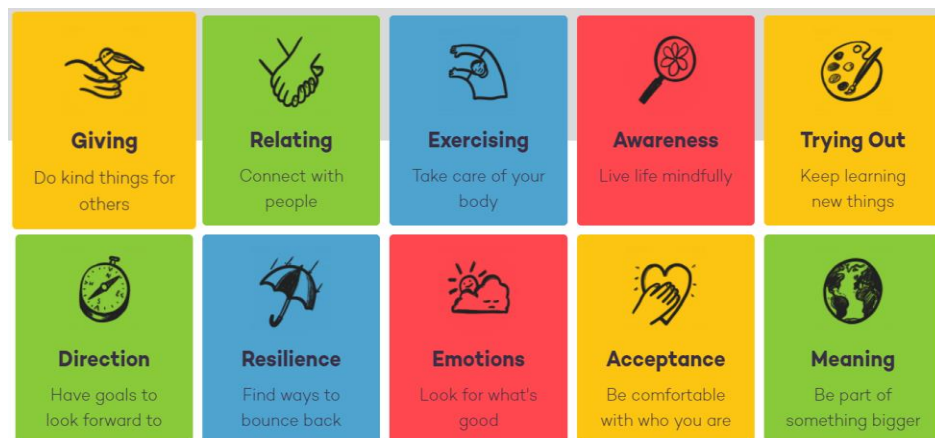 Giving
Do kind things for
others
Relating
Connect with
people
Exercising
Take care of your
body
Awareness
Live life mindfully
Trying Out
Keep learning
new things
Direction
Have goals to
look forward to
Resilience
Find ways to
bounce back
Emotions
Look for what's
good
Acceptance
Be comfortable
with who you are
Meaning
Be part of
something bigger